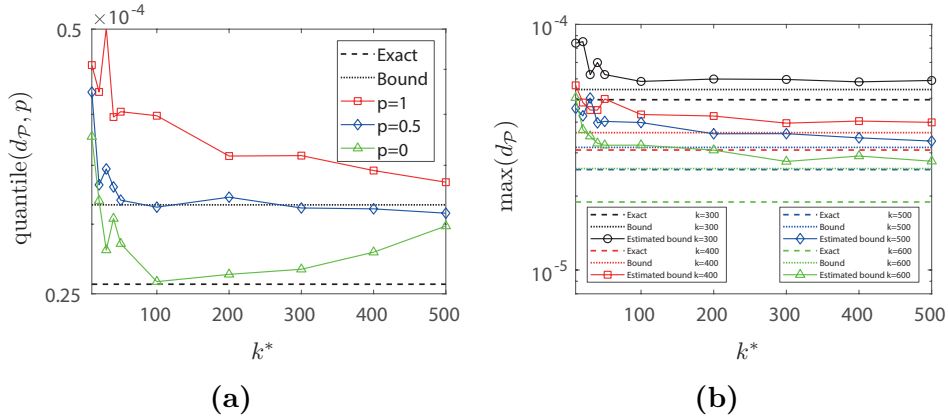 ×10⁻⁴
0.5
Exact
Bound
p=1
p=0.5
p=0
quantile(d_𝒫, p)
0.25
100 200 300 400 500
k*
(a)
10⁻⁴
max(d_𝒫)
Exact k=300
Bound k=300
Estimated bound k=300
Exact k=400
Bound k=400
Estimated bound k=400
Exact k=500
Bound k=500
Estimated bound k=500
Exact k=600
Bound k=600
Estimated bound k=600
10⁻⁵
100 200 300 400 500
k*
(b)